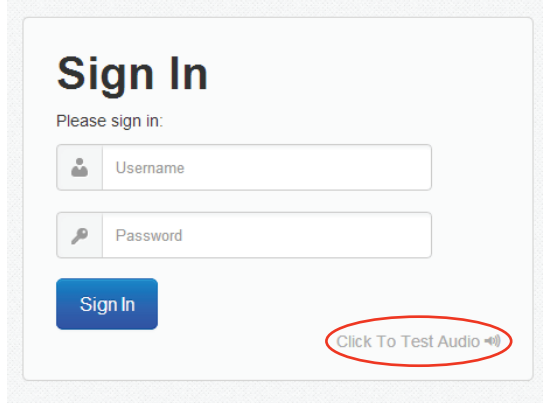 Sign In
Please sign in:
Username
Password
Sign In
Click To Test Audio